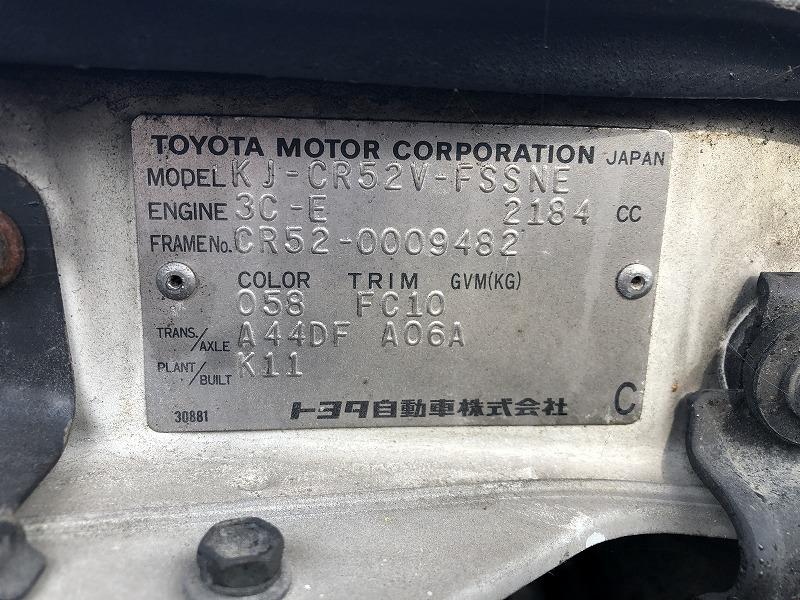 TOYOTA MOTOR CORPORATION JAPAN
MODEL KJ-CR52V-FSSNE
ENGINE 3C-E 2184 CC
FRAME No. CR52-0009482
COLOR TRIM GVM(KG)
058 FC10
TRANS./AXLE A44DF A06A
PLANT/BUILT K11
30881 トヨタ自動車株式会社 C